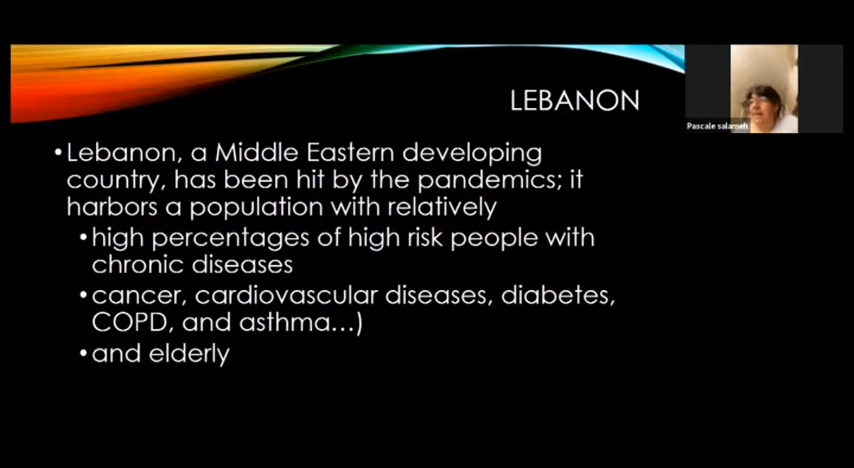 LEBANON
Pascale salameh
•Lebanon, a Middle Eastern developing
country, has been hit by the pandemics; it
harbors a population with relatively
•high percentages of high risk people with
chronic diseases
•cancer, cardiovascular diseases, diabetes,
COPD, and asthma…)
•and elderly